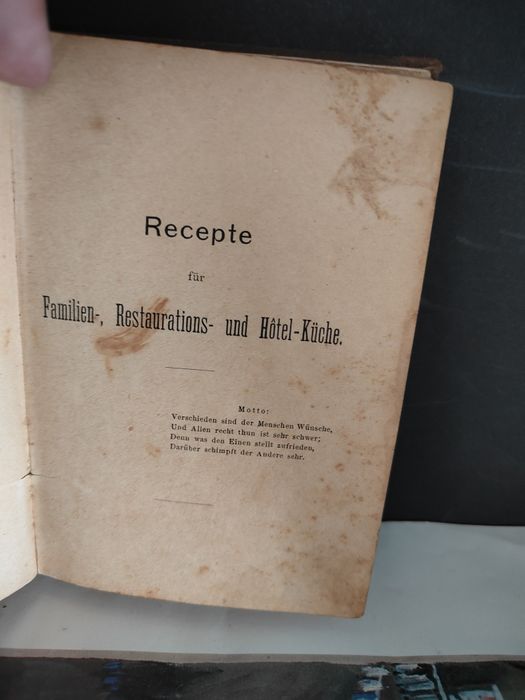 Recepte
für
Familien-, Restaurations- und Hôtel-Küche.
Motto:
Verschieden sind der Menschen Wünsche,
Und Allen recht thun ist sehr schwer;
Denn was den Einen stellt zufrieden,
Darüber schimpft der Andere sehr.